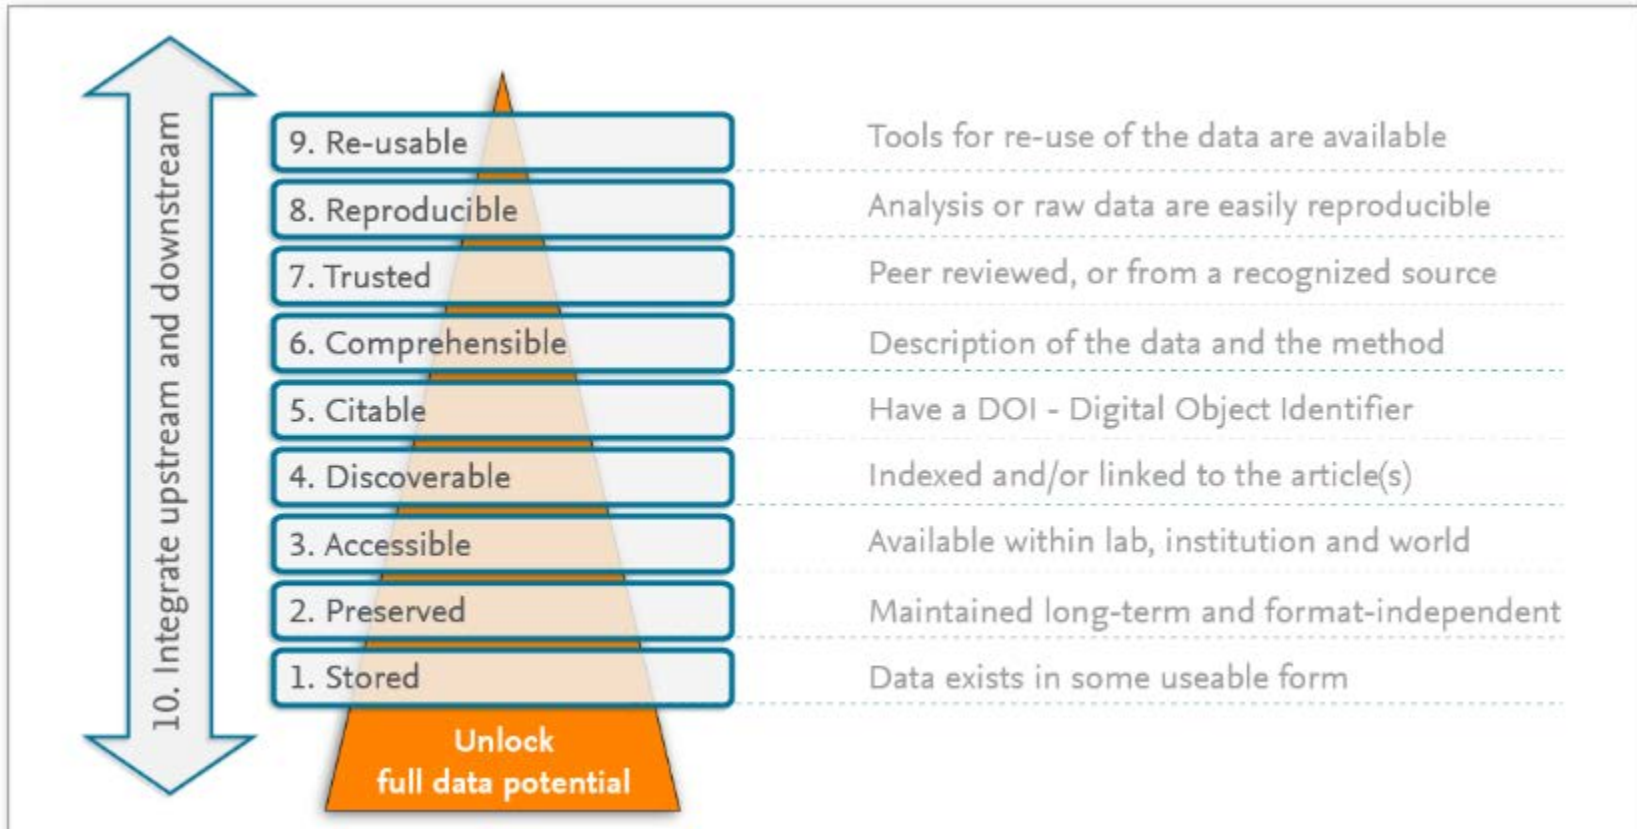 10. Integrate upstream and downstream
9. Re-usable
Tools for re-use of the data are available
8. Reproducible
Analysis or raw data are easily reproducible
7. Trusted
Peer reviewed, or from a recognized source
6. Comprehensible
Description of the data and the method
5. Citable
Have a DOI - Digital Object Identifier
4. Discoverable
Indexed and/or linked to the article(s)
3. Accessible
Available within lab, institution and world
2. Preserved
Maintained long-term and format-independent
1. Stored
Data exists in some useable form
Unlock
full data potential